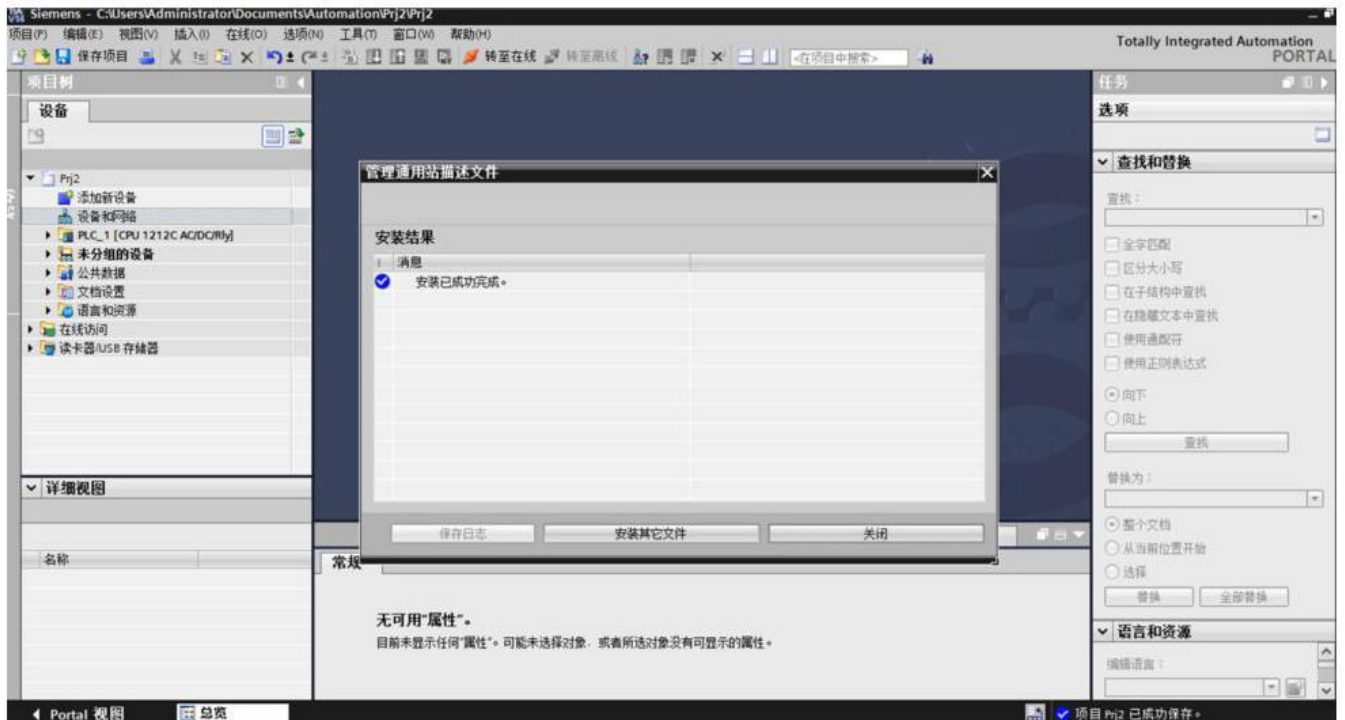 Siemens - C:\Users\Administrator\Documents\Automation\Prj2\Prj2
项目(P) 编辑(E) 视图(V) 插入(I) 在线(O) 选项(N) 工具(T) 窗口(W) 帮助(H)
Totally Integrated Automation
PORTAL
保存项目
转至在线
转至离线
<在项目中搜索>
项目树
设备
Prj2
添加新设备
设备和网络
PLC_1 [CPU 1212C AC/DC/Rly]
未分组的设备
公共数据
文档设置
语言和资源
在线访问
读卡器/USB 存储器
详细视图
名称
管理通用站描述文件
安装结果
! 消息
安装已成功完成。
保存日志
安装其它文件
关闭
常规
无可用"属性"。
目前未显示任何"属性"。可能未选择对象，或者所选对象没有可显示的属性。
任务
选项
查找和替换
查找：
全字匹配
区分大小写
在子结构中查找
在隐藏文本中查找
使用通配符
使用正则表达式
向下
向上
查找
替换为：
整个文档
从当前位置开始
选择
替换
全部替换
语言和资源
编辑语言：
Portal 视图
总览
项目 Prj2 已成功保存。